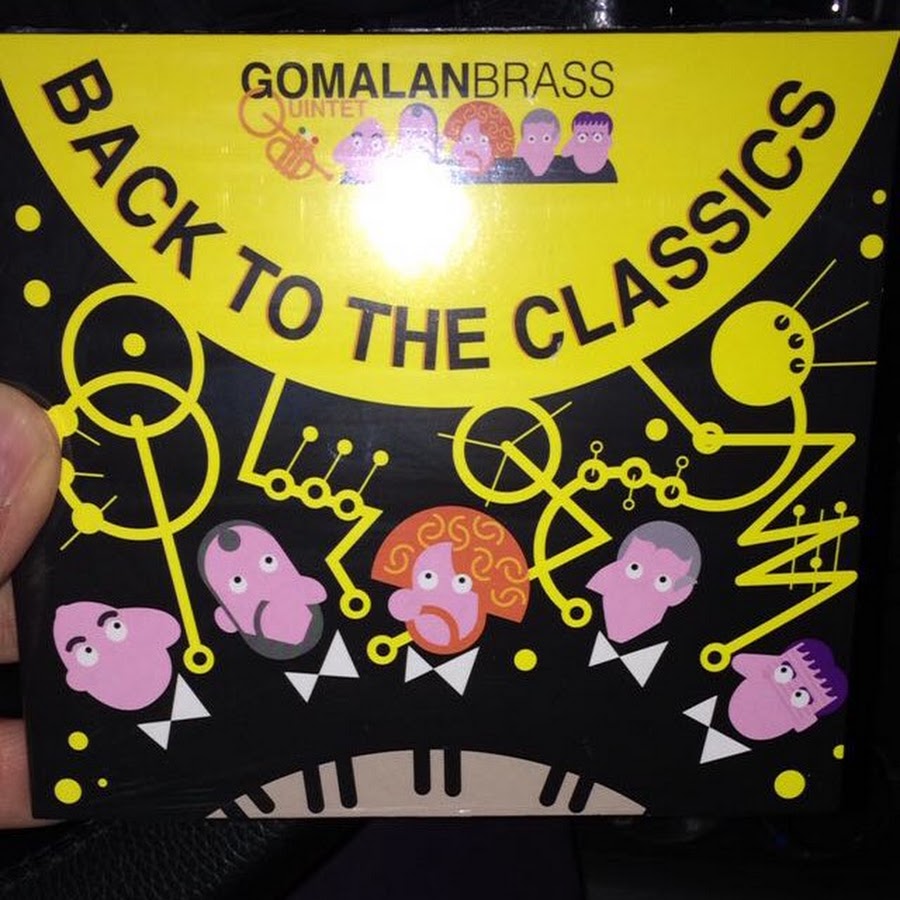 GOMALANBRASS
QUINTET
BACK TO THE CLASSICS